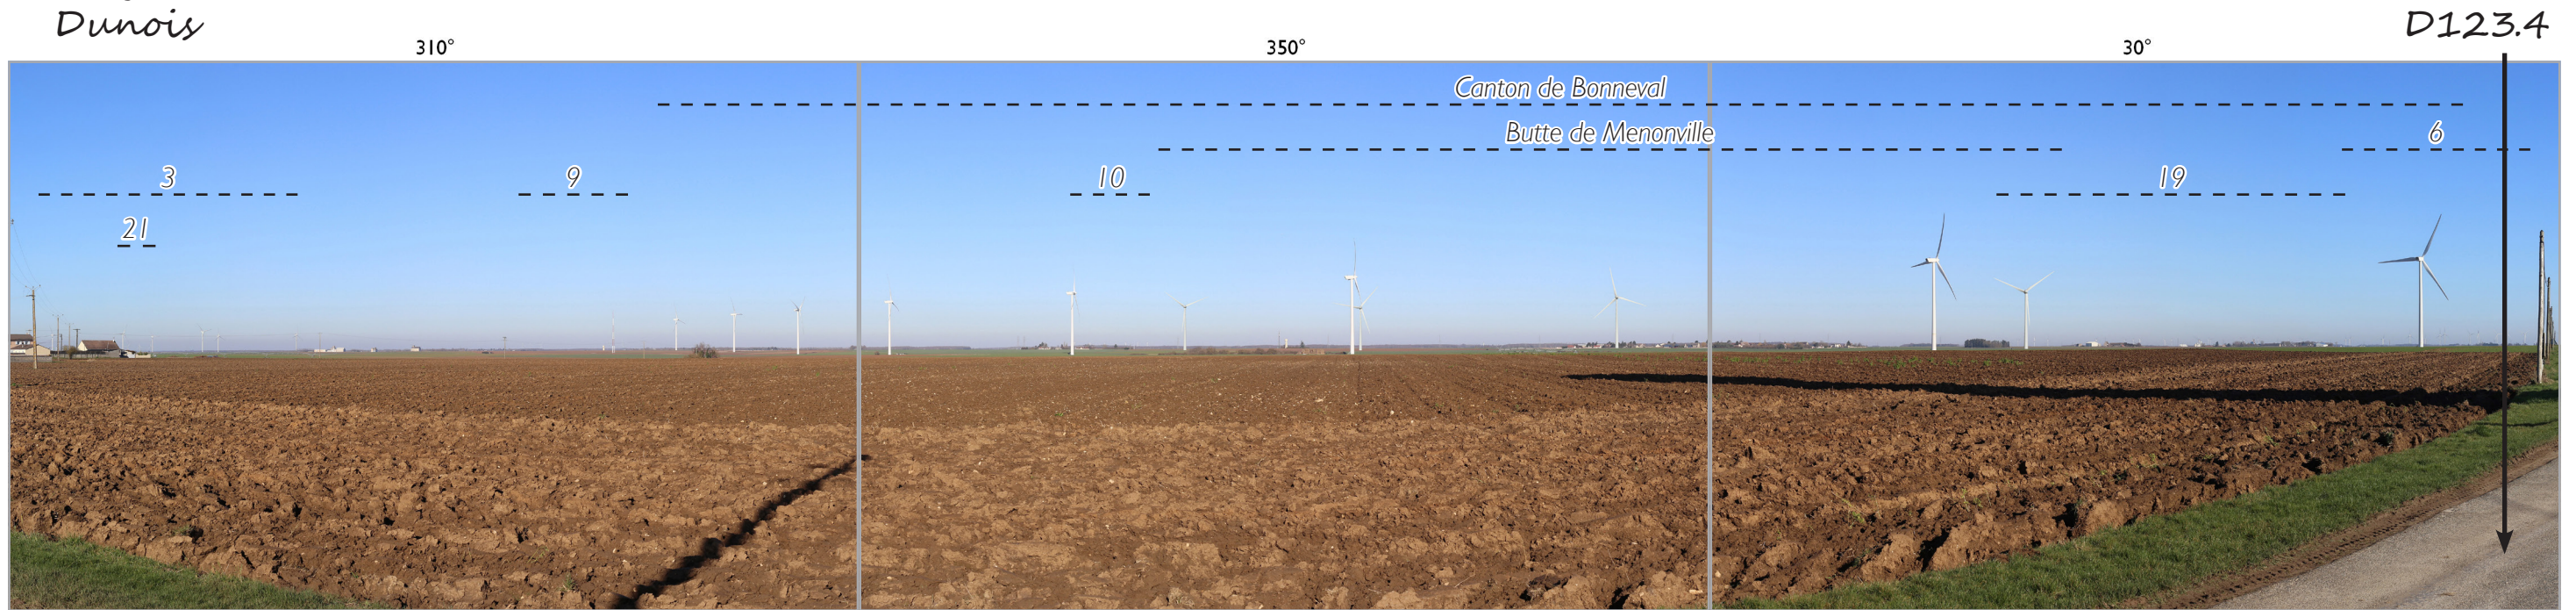 Dunois
D123.4
310°
350°
30°
Canton de Bonneval
Butte de Menonville
6
3
9
10
19
21